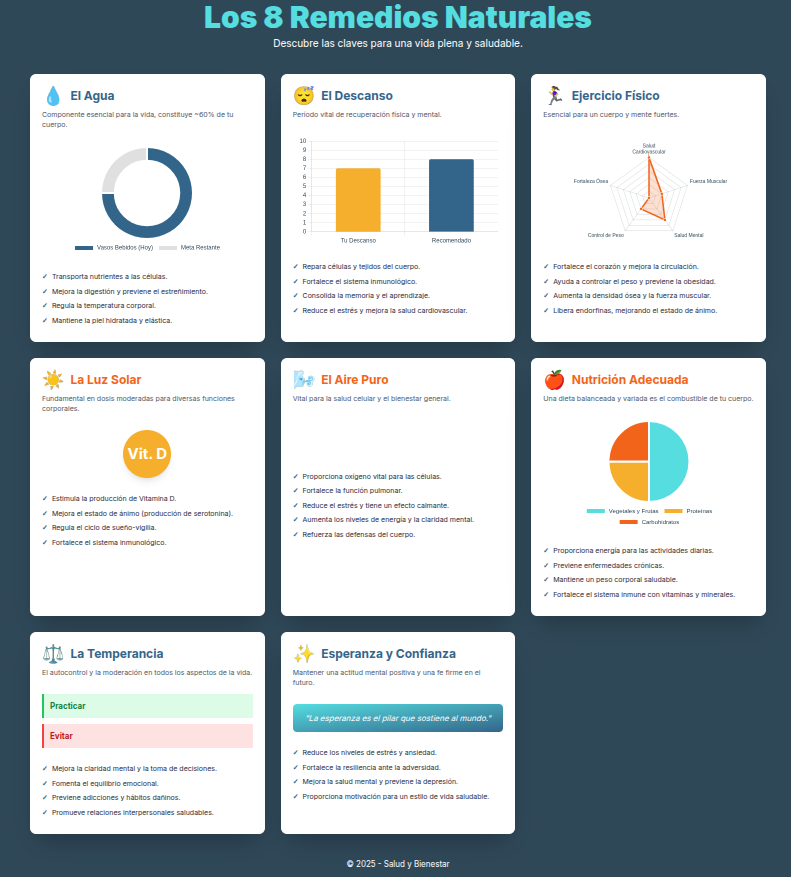 Los 8 Remedios Naturales
Descubre las claves para una vida plena y saludable.
El Agua
Componente esencial para la vida, constituye ~60% de tu
cuerpo.
Vasos Bebidos (Hoy)
Meta Restante
✓ Transporta nutrientes a las células.
✓ Mejora la digestión y previene el estreñimiento.
✓ Regula la temperatura corporal.
✓ Mantiene la piel hidratada y elástica.
El Descanso
Periodo vital de recuperación física y mental.
10
9
8
7
6
5
4
3
2
1
0
Tu Descanso
Recomendado
✓ Repara células y tejidos del cuerpo.
✓ Fortalece el sistema inmunológico.
✓ Consolida la memoria y el aprendizaje.
✓ Reduce el estrés y mejora la salud cardiovascular.
Ejercicio Físico
Esencial para un cuerpo y mente fuertes.
Salud
Cardiovascular
Fortaleza Ósea
Fuerza Muscular
Control de Peso
Salud Mental
✓ Fortalece el corazón y mejora la circulación.
✓ Ayuda a controlar el peso y previene la obesidad.
✓ Aumenta la densidad ósea y la fuerza muscular.
✓ Libera endorfinas, mejorando el estado de ánimo.
La Luz Solar
Fundamental en dosis moderadas para diversas funciones
corporales.
Vit. D
✓ Estimula la producción de Vitamina D.
✓ Mejora el estado de ánimo (producción de serotonina).
✓ Regula el ciclo de sueño-vigilia.
✓ Fortalece el sistema inmunológico.
El Aire Puro
Vital para la salud celular y el bienestar general.
✓ Proporciona oxígeno vital para las células.
✓ Fortalece la función pulmonar.
✓ Reduce el estrés y tiene un efecto calmante.
✓ Aumenta los niveles de energía y la claridad mental.
✓ Refuerza las defensas del cuerpo.
Nutrición Adecuada
Una dieta balanceada y variada es el combustible de tu cuerpo.
Vegetales y Frutas
Proteínas
Carbohidratos
✓ Proporciona energía para las actividades diarias.
✓ Previene enfermedades crónicas.
✓ Mantiene un peso corporal saludable.
✓ Fortalece el sistema inmune con vitaminas y minerales.
La Temperancia
El autocontrol y la moderación en todos los aspectos de la vida.
Practicar
Evitar
✓ Mejora la claridad mental y la toma de decisiones.
✓ Fomenta el equilibrio emocional.
✓ Previene adicciones y hábitos dañinos.
✓ Promueve relaciones interpersonales saludables.
Esperanza y Confianza
Mantener una actitud mental positiva y una fe firme en el
futuro.
"La esperanza es el pilar que sostiene al mundo."
✓ Reduce los niveles de estrés y ansiedad.
✓ Fortalece la resiliencia ante la adversidad.
✓ Mejora la salud mental y previene la depresión.
✓ Proporciona motivación para un estilo de vida saludable.
© 2025 - Salud y Bienestar